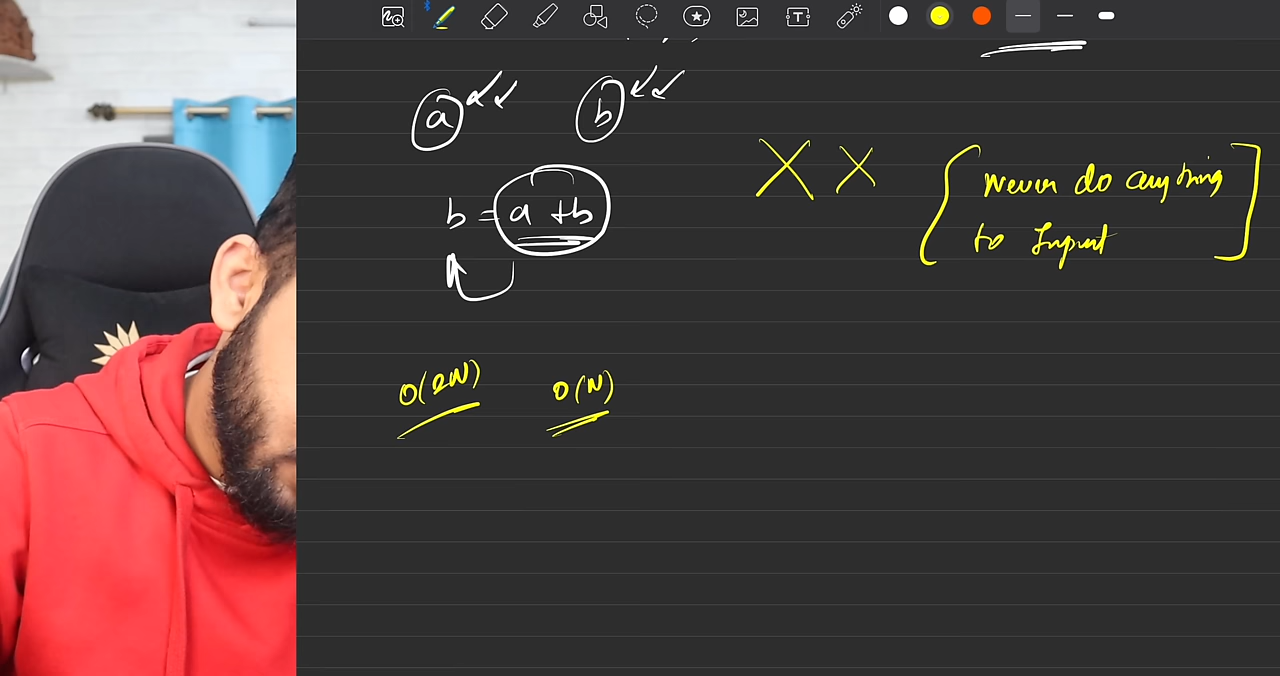 a b
b = a + b
X X
Never do anything
to Input
O(2N) O(N)